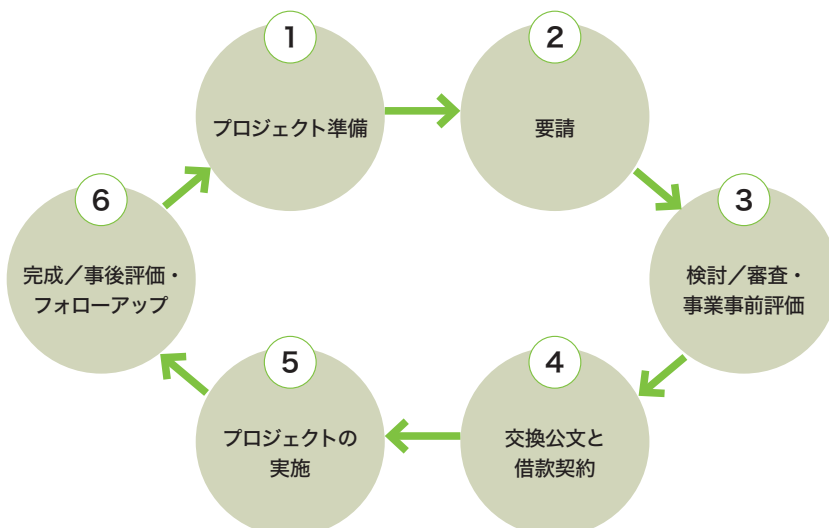 1
プロジェクト準備
2
要請
3
検討／審査・
事業事前評価
4
交換公文と
借款契約
5
プロジェクトの
実施
6
完成／事後評価・
フォローアップ